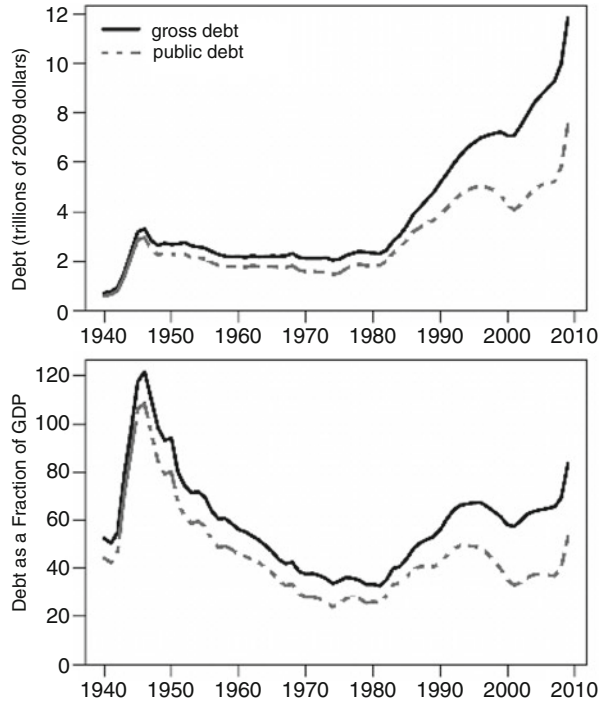 12
10
8
6
4
2
0
Debt (trillions of 2009 dollars)
gross debt
public debt
1940 1950 1960 1970 1980 1990 2000 2010
120
100
80
60
40
20
0
Debt as a Fraction of GDP
1940 1950 1960 1970 1980 1990 2000 2010